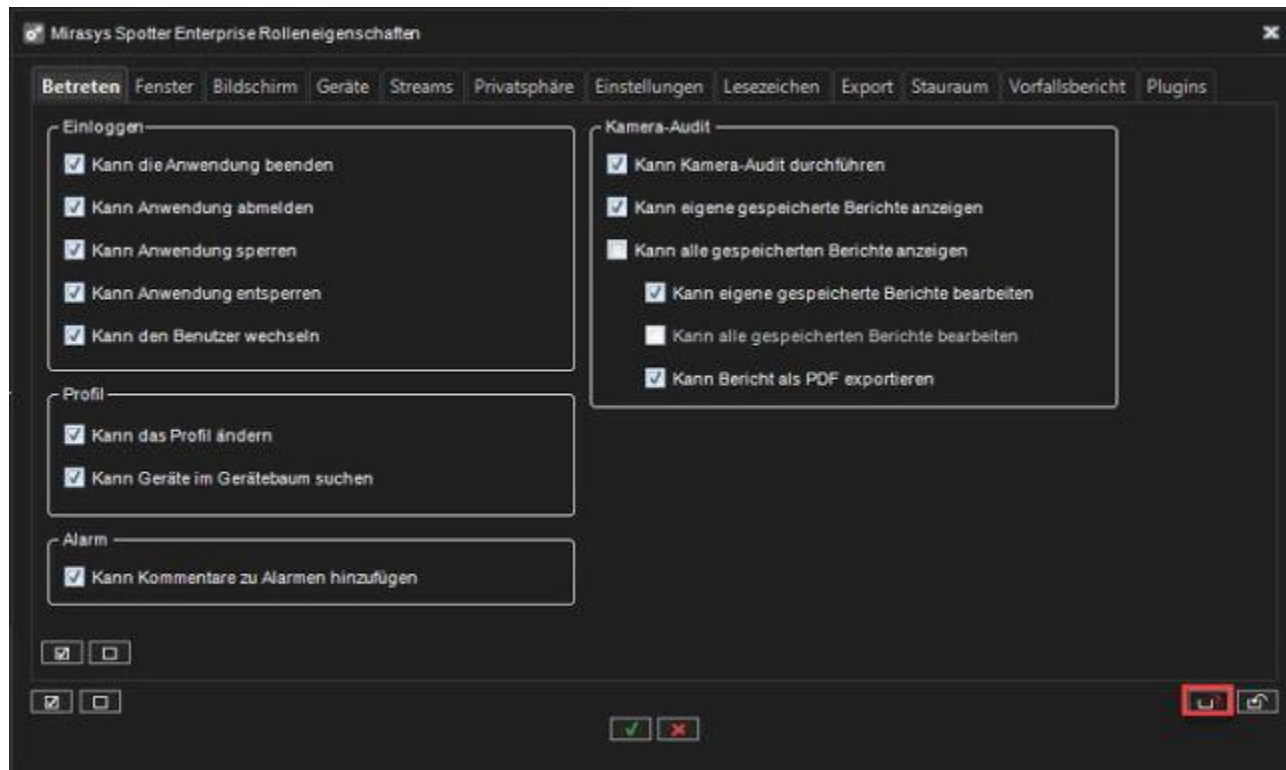 Mirasys Spotter Enterprise Rolleneigenschaften
Betreten Fenster Bildschirm Geräte Streams Privatsphäre Einstellungen Lesezeichen Export Stauraum Vorfallsbericht Plugins
Einloggen
Kann die Anwendung beenden
Kann Anwendung abmelden
Kann Anwendung sperren
Kann Anwendung entsperren
Kann den Benutzer wechseln
Profil
Kann das Profil ändern
Kann Geräte im Gerätebaum suchen
Alarm
Kann Kommentare zu Alarmen hinzufügen
Kamera-Audit
Kann Kamera-Audit durchführen
Kann eigene gespeicherte Berichte anzeigen
Kann alle gespeicherten Berichte anzeigen
Kann eigene gespeicherte Berichte bearbeiten
Kann alle gespeicherten Berichte bearbeiten
Kann Bericht als PDF exportieren